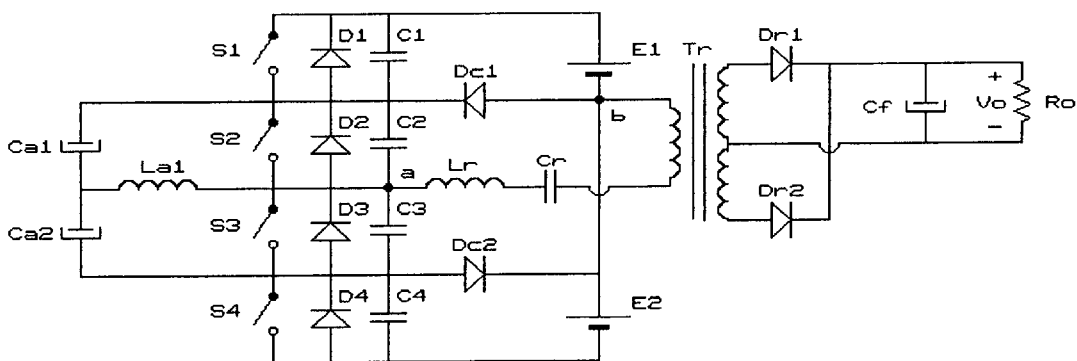 S1
D1
C1
E1
Tr
Dr1
Dc1
b
+
Cf
Vo
Ro
-
Ca1
S2
D2
C2
La1
a
Lr
Cr
S3
D3
C3
Dr2
Ca2
Dc2
S4
D4
C4
E2